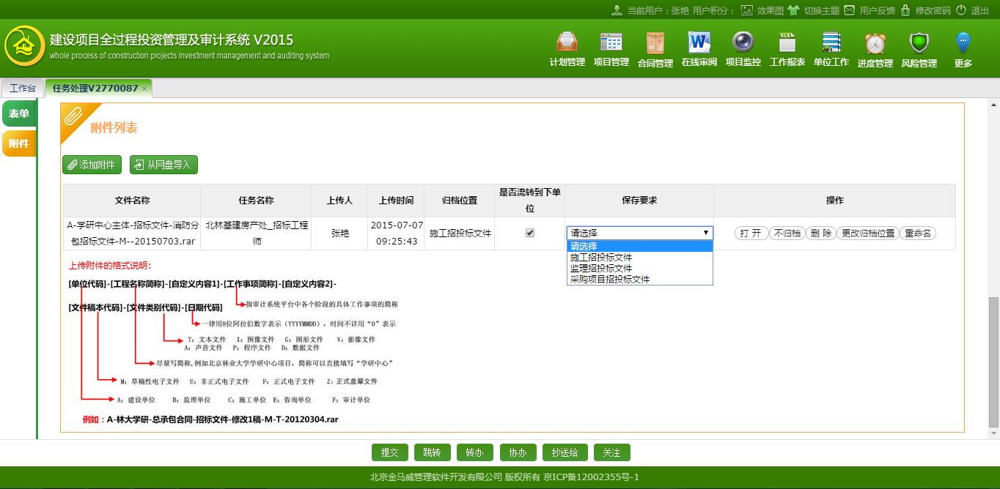 当前用户：张艳 用户积分： 效果图 切换主题 用户反馈 修改密码 退出
建设项目全过程投资管理及审计系统 V2015
whole process of construction projects investment management and auditing system
计划管理 项目管理 合同管理 在线审阅 项目监控 工作报表 单位工作 进度管理 风险管理 更多
工作台 任务处理V2770087 ×
表单
附件
附件列表
添加附件 从网盘导入
文件名称 任务名称 上传人 上传时间 归档位置 是否流转到下单位 保存要求 操作
A-学研中心主体-招标文件-消防分包招标文件-M--20150703.rar 北林基建房产处_招标工程师 张艳 2015-07-07 09:25:43 施工招投标文件 请选择 打 开 不归档 删 除 更改归档位置 重命名
请选择
施工招投标文件
监理招投标文件
采购项目招投标文件
上传附件的格式说明：
[单位代码]-[工程名称简称]-[自定义内容1]-[工作事项简称]-[自定义内容2]-
指审计系统平台中各个阶段的具体工作事项的简称
[文件稿本代码]-[文件类别代码]-[日期代码]
一律用8位阿拉伯数字表示（YYYYMMDD），时间不详用“0”表示
T：文本文件 I：图像文件 G：图形文件 V：影像文件
A：声音文件 P：程序文件 D：数据文件
尽量写简称,例如北京林业大学学研中心项目，简称可以直接填写“学研中心”
M：草稿性电子文件 U：非正式电子文件 F：正式电子文件 Z：正式盖章文件
A：建设单位 B：监理单位 C：施工单位 E：咨询单位 F：审计单位
例如：A-林大学研-总承包合同-招标文件-修改1稿-M-T-20120304.rar
提交 跳转 转办 协办 抄送给 关注
北京金马威管理软件开发有限公司 版权所有 京ICP备12002355号-1